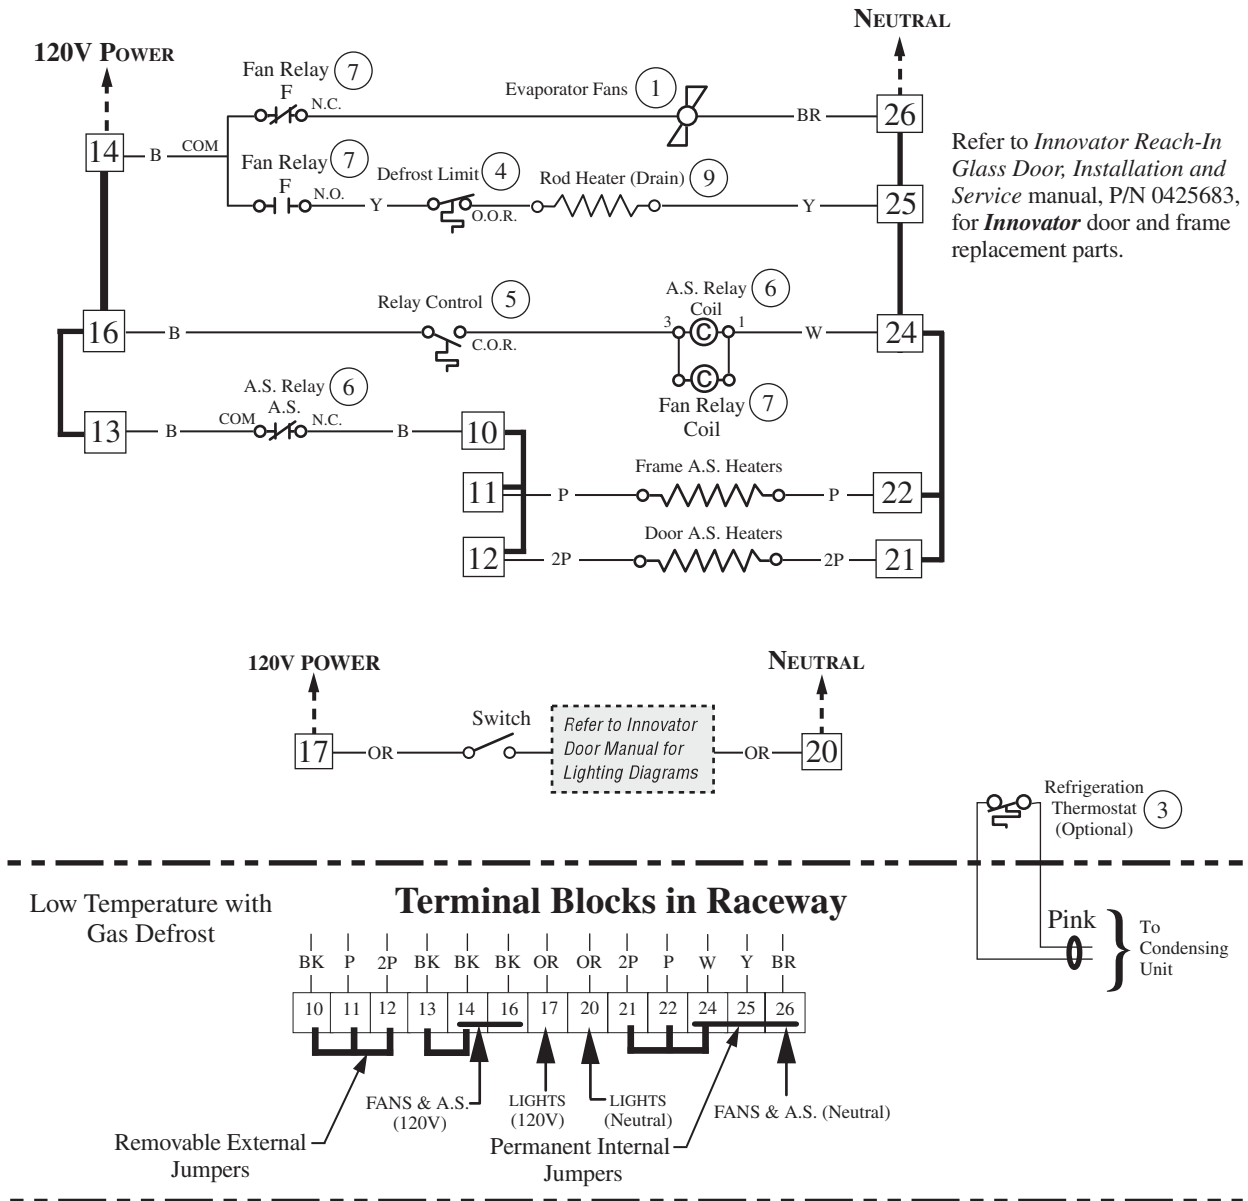 NEUTRAL
120V POWER
Fan Relay 7
F
N.C.
Evaporator Fans 1
BR
26
14
B
COM
Refer to Innovator Reach-In
Glass Door, Installation and
Service manual, P/N 0425683,
for Innovator door and frame
replacement parts.
Fan Relay 7
F
N.O.
Y
Defrost Limit 4
O.O.R.
Rod Heater (Drain) 9
Y
25
16
B
Relay Control 5
C.O.R.
A.S. Relay 6
Coil
3
C
1
W
24
C
Fan Relay 7
Coil
A.S. Relay 6
A.S.
13
B
COM
N.C.
B
10
Frame A.S. Heaters
11
P
P
22
Door A.S. Heaters
12
2P
2P
21
120V POWER
NEUTRAL
17
OR
Switch
Refer to Innovator
Door Manual for
Lighting Diagrams
OR
20
Refrigeration
Thermostat 3
(Optional)
Low Temperature with
Gas Defrost
Terminal Blocks in Raceway
Pink
To
Condensing
Unit
BK P 2P BK BK BK OR OR 2P P W Y BR
10 11 12 13 14 16 17 20 21 22 24 25 26
FANS & A.S.
(120V)
LIGHTS
(120V)
LIGHTS
(Neutral)
FANS & A.S. (Neutral)
Removable External
Jumpers
Permanent Internal
Jumpers